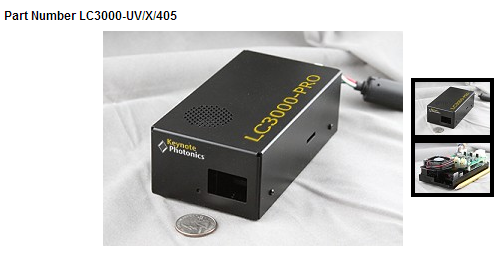 Part Number LC3000-UV/X/405
LC3000-PRO
Keynote
Photonics